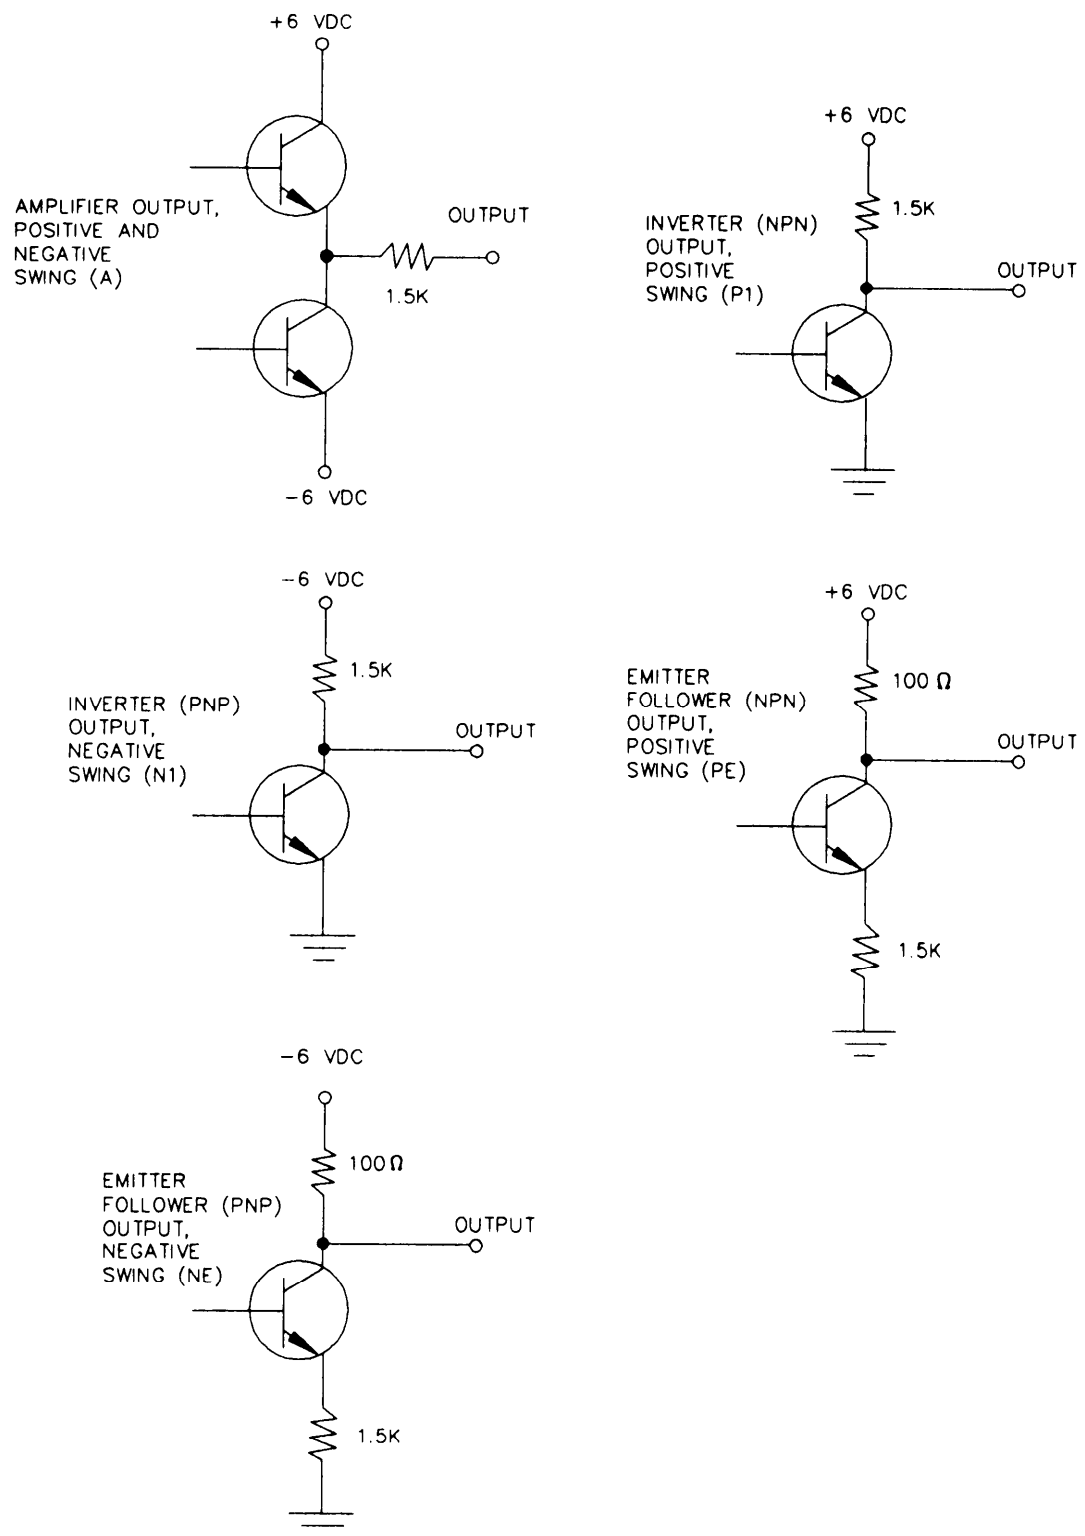 +6 VDC
AMPLIFIER OUTPUT,
POSITIVE AND
NEGATIVE
SWING (A)
OUTPUT
1.5K
-6 VDC
+6 VDC
1.5K
INVERTER (NPN)
OUTPUT,
POSITIVE
SWING (P1)
OUTPUT
-6 VDC
1.5K
INVERTER (PNP)
OUTPUT,
NEGATIVE
SWING (N1)
OUTPUT
+6 VDC
100 Ω
EMITTER
FOLLOWER (NPN)
OUTPUT,
POSITIVE
SWING (PE)
OUTPUT
1.5K
-6 VDC
100Ω
EMITTER
FOLLOWER (PNP)
OUTPUT,
NEGATIVE
SWING (NE)
OUTPUT
1.5K